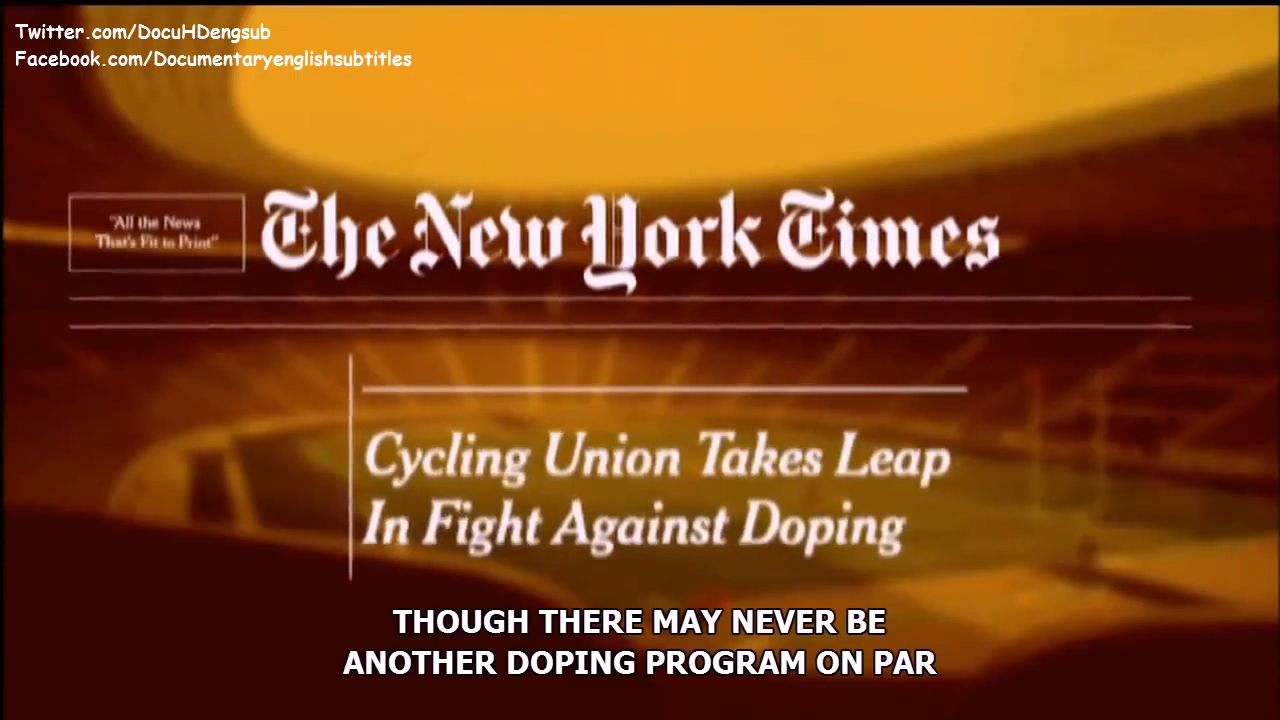 Twitter.com/DocuHDengsub
Facebook.com/Documentaryenglishsubtitles
"All the News
That's Fit to Print"
The New York Times
Cycling Union Takes Leap
In Fight Against Doping
THOUGH THERE MAY NEVER BE
ANOTHER DOPING PROGRAM ON PAR